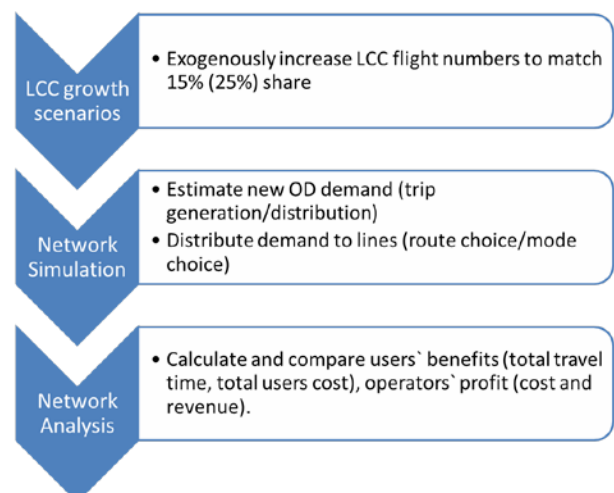 LCC growth
scenarios
• Exogenously increase LCC flight numbers to match
15% (25%) share
Network
Simulation
• Estimate new OD demand (trip
generation/distribution)
• Distribute demand to lines (route choice/mode
choice)
Network
Analysis
• Calculate and compare users` benefits (total travel
time, total users cost), operators` profit (cost and
revenue).